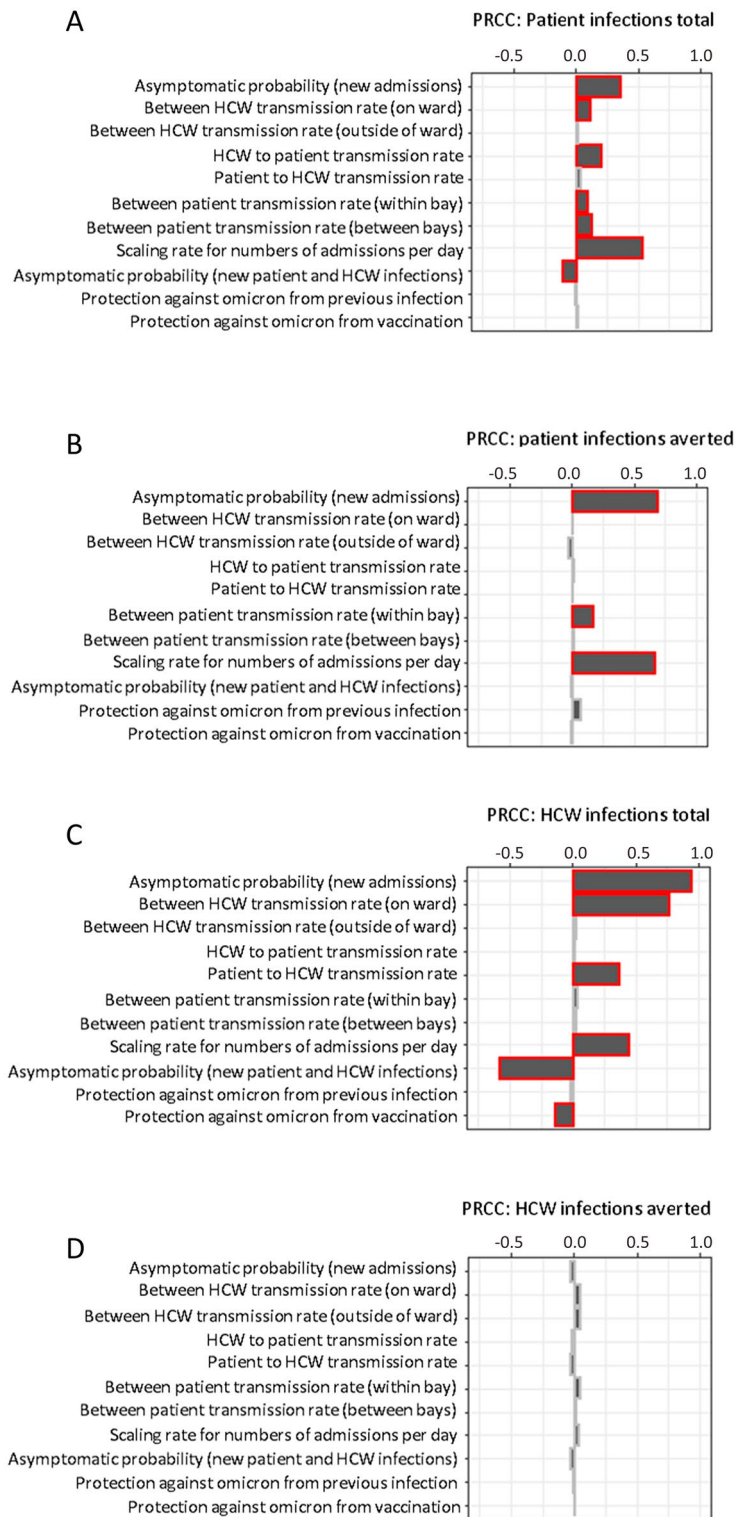 A
PRCC: Patient infections total
-0.5 0.0 0.5 1.0
Asymptomatic probability (new admissions)
Between HCW transmission rate (on ward)
Between HCW transmission rate (outside of ward)
HCW to patient transmission rate
Patient to HCW transmission rate
Between patient transmission rate (within bay)
Between patient transmission rate (between bays)
Scaling rate for numbers of admissions per day
Asymptomatic probability (new patient and HCW infections)
Protection against omicron from previous infection
Protection against omicron from vaccination
B
PRCC: patient infections averted
-0.5 0.0 0.5 1.0
Asymptomatic probability (new admissions)
Between HCW transmission rate (on ward)
Between HCW transmission rate (outside of ward)
HCW to patient transmission rate
Patient to HCW transmission rate
Between patient transmission rate (within bay)
Between patient transmission rate (between bays)
Scaling rate for numbers of admissions per day
Asymptomatic probability (new patient and HCW infections)
Protection against omicron from previous infection
Protection against omicron from vaccination
C
PRCC: HCW infections total
-0.5 0.0 0.5 1.0
Asymptomatic probability (new admissions)
Between HCW transmission rate (on ward)
Between HCW transmission rate (outside of ward)
HCW to patient transmission rate
Patient to HCW transmission rate
Between patient transmission rate (within bay)
Between patient transmission rate (between bays)
Scaling rate for numbers of admissions per day
Asymptomatic probability (new patient and HCW infections)
Protection against omicron from previous infection
Protection against omicron from vaccination
D
PRCC: HCW infections averted
-0.5 0.0 0.5 1.0
Asymptomatic probability (new admissions)
Between HCW transmission rate (on ward)
Between HCW transmission rate (outside of ward)
HCW to patient transmission rate
Patient to HCW transmission rate
Between patient transmission rate (within bay)
Between patient transmission rate (between bays)
Scaling rate for numbers of admissions per day
Asymptomatic probability (new patient and HCW infections)
Protection against omicron from previous infection
Protection against omicron from vaccination